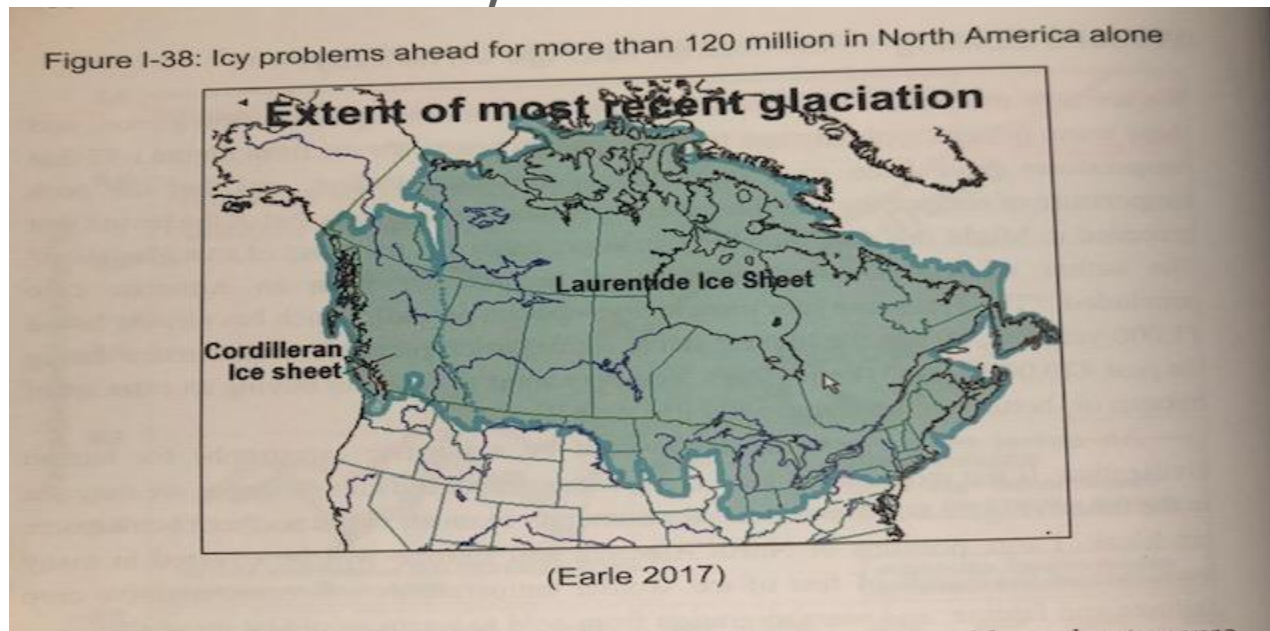 Figure I-38: Icy problems ahead for more than 120 million in North America alone
Extent of most recent glaciation
Laurentide Ice Sheet
Cordilleran
Ice sheet
(Earle 2017)